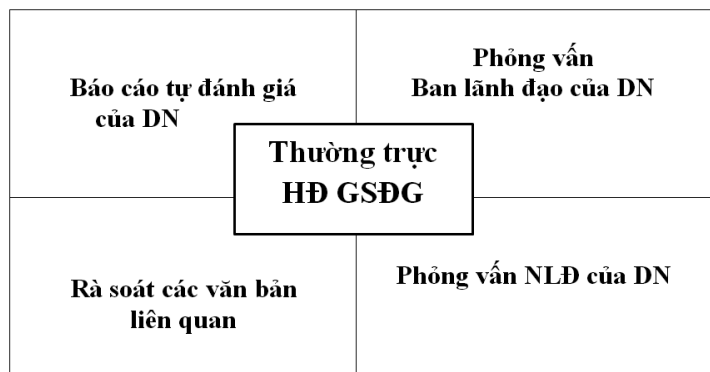 Báo cáo tự đánh giá
của DN
Phỏng vấn
Ban lãnh đạo của DN
Thường trực
HĐ GSĐG
Rà soát các văn bản
liên quan
Phỏng vấn NLĐ của DN